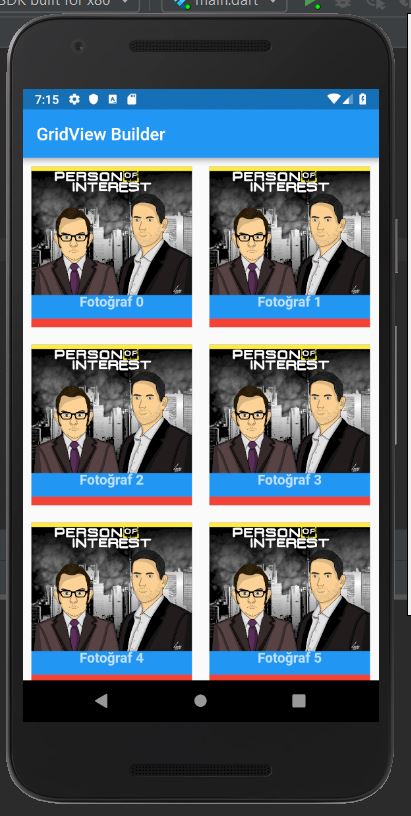 SDK built for x86
main.dart
7:15
GridView Builder
PERSON OF
INTEREST
PERSON OF
INTEREST
Fotoğraf 0
Fotoğraf 1
PERSON OF
INTEREST
PERSON OF
INTEREST
Fotoğraf 2
Fotoğraf 3
PERSON OF
INTEREST
PERSON OF
INTEREST
Fotoğraf 4
Fotoğraf 5